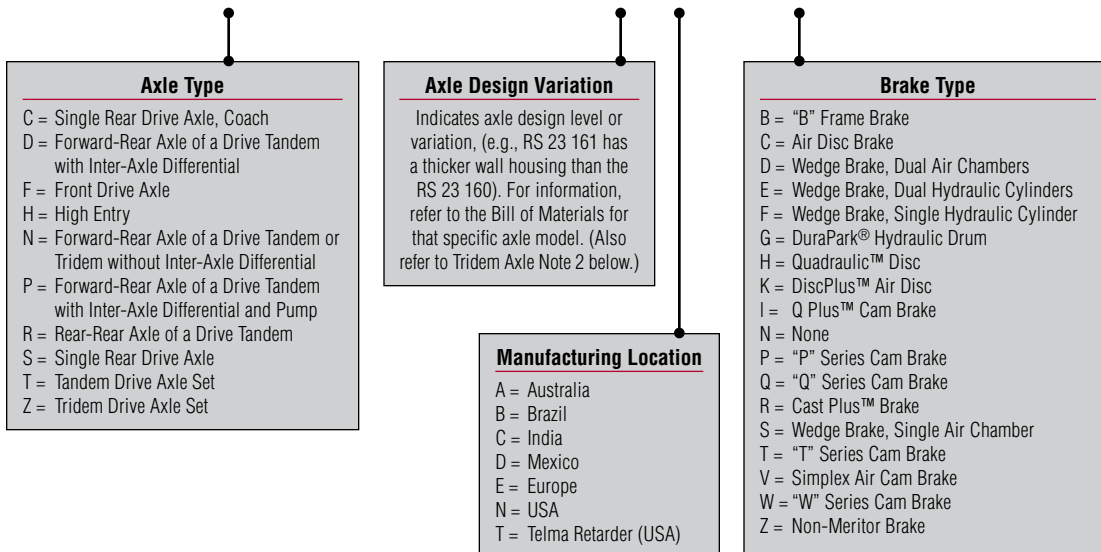 Axle Type
C = Single Rear Drive Axle, Coach
D = Forward-Rear Axle of a Drive Tandem
with Inter-Axle Differential
F = Front Drive Axle
H = High Entry
N = Forward-Rear Axle of a Drive Tandem or
Tridem without Inter-Axle Differential
P = Forward-Rear Axle of a Drive Tandem
with Inter-Axle Differential and Pump
R = Rear-Rear Axle of a Drive Tandem
S = Single Rear Drive Axle
T = Tandem Drive Axle Set
Z = Tridem Drive Axle Set
Axle Design Variation
Indicates axle design level or
variation, (e.g., RS 23 161 has
a thicker wall housing than the
RS 23 160). For information,
refer to the Bill of Materials for
that specific axle model. (Also
refer to Tridem Axle Note 2 below.)
Manufacturing Location
A = Australia
B = Brazil
C = India
D = Mexico
E = Europe
N = USA
T = Telma Retarder (USA)
Brake Type
B = “B” Frame Brake
C = Air Disc Brake
D = Wedge Brake, Dual Air Chambers
E = Wedge Brake, Dual Hydraulic Cylinders
F = Wedge Brake, Single Hydraulic Cylinder
G = DuraPark® Hydraulic Drum
H = Quadraulic™ Disc
K = DiscPlus™ Air Disc
I = Q Plus™ Cam Brake
N = None
P = “P” Series Cam Brake
Q = “Q” Series Cam Brake
R = Cast Plus™ Brake
S = Wedge Brake, Single Air Chamber
T = “T” Series Cam Brake
V = Simplex Air Cam Brake
W = “W” Series Cam Brake
Z = Non-Meritor Brake